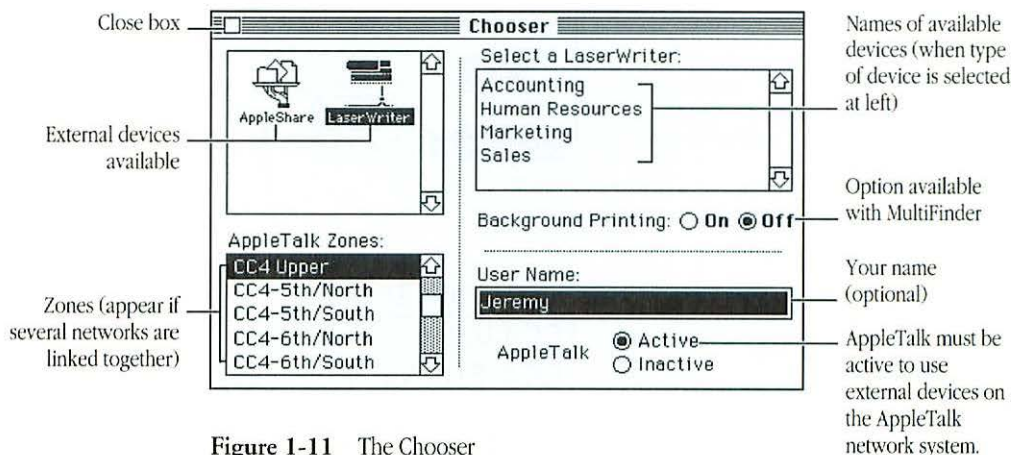 Close box
External devices
available
Zones (appear if
several networks are
linked together)
Chooser
AppleShare
LaserWriter
AppleTalk Zones:
CC4 Upper
CC4-5th/North
CC4-5th/South
CC4-6th/North
CC4-6th/South
Select a LaserWriter:
Accounting
Human Resources
Marketing
Sales
Background Printing: On Off
User Name:
Jeremy
AppleTalk
Active
Inactive
Names of available
devices (when type
of device is selected
at left)
Option available
with MultiFinder
Your name
(optional)
AppleTalk must be
active to use
external devices on
the AppleTalk
network system.
Figure 1-11 The Chooser